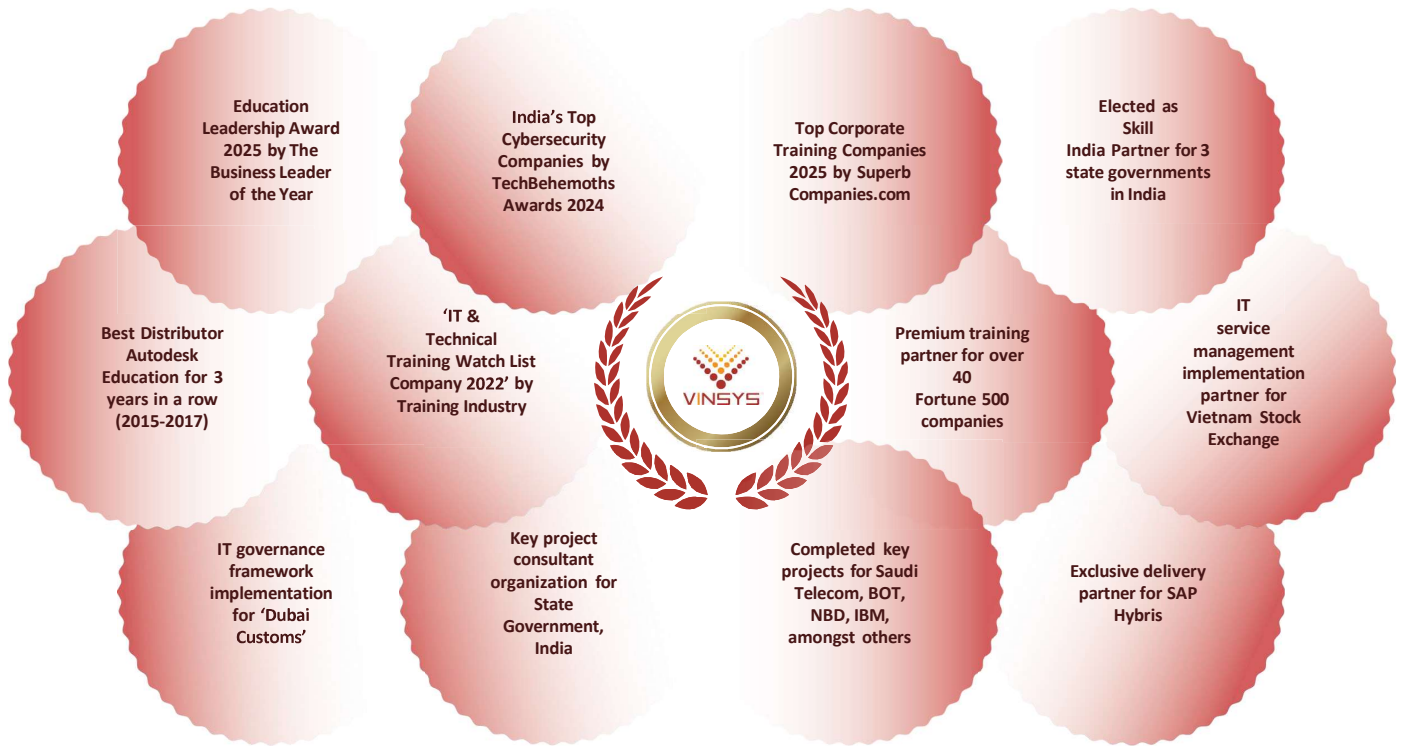 Education
Leadership Award
2025 by The
Business Leader
of the Year
India’s Top
Cybersecurity
Companies by
TechBehemoths
Awards 2024
Top Corporate
Training Companies
2025 by Superb
Companies.com
Elected as
Skill
India Partner for 3
state governments
in India
Best Distributor
Autodesk
Education for 3
years in a row
(2015-2017)
‘IT &
Technical
Training Watch List
Company 2022’ by
Training Industry
VINSYS
Premium training
partner for over
40
Fortune 500
companies
IT
service
management
implementation
partner for
Vietnam Stock
Exchange
IT governance
framework
implementation
for ‘Dubai
Customs’
Key project
consultant
organization for
State
Government,
India
Completed key
projects for Saudi
Telecom, BOT,
NBD, IBM,
amongst others
Exclusive delivery
partner for SAP
Hybris